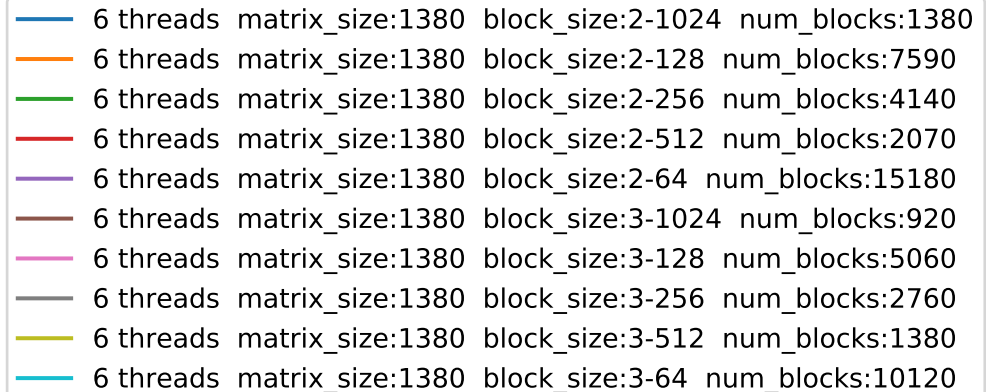 6 threads  matrix_size:1380  block_size:2-1024  num_blocks:1380
6 threads  matrix_size:1380  block_size:2-128  num_blocks:7590
6 threads  matrix_size:1380  block_size:2-256  num_blocks:4140
6 threads  matrix_size:1380  block_size:2-512  num_blocks:2070
6 threads  matrix_size:1380  block_size:2-64  num_blocks:15180
6 threads  matrix_size:1380  block_size:3-1024  num_blocks:920
6 threads  matrix_size:1380  block_size:3-128  num_blocks:5060
6 threads  matrix_size:1380  block_size:3-256  num_blocks:2760
6 threads  matrix_size:1380  block_size:3-512  num_blocks:1380
6 threads  matrix_size:1380  block_size:3-64  num_blocks:10120